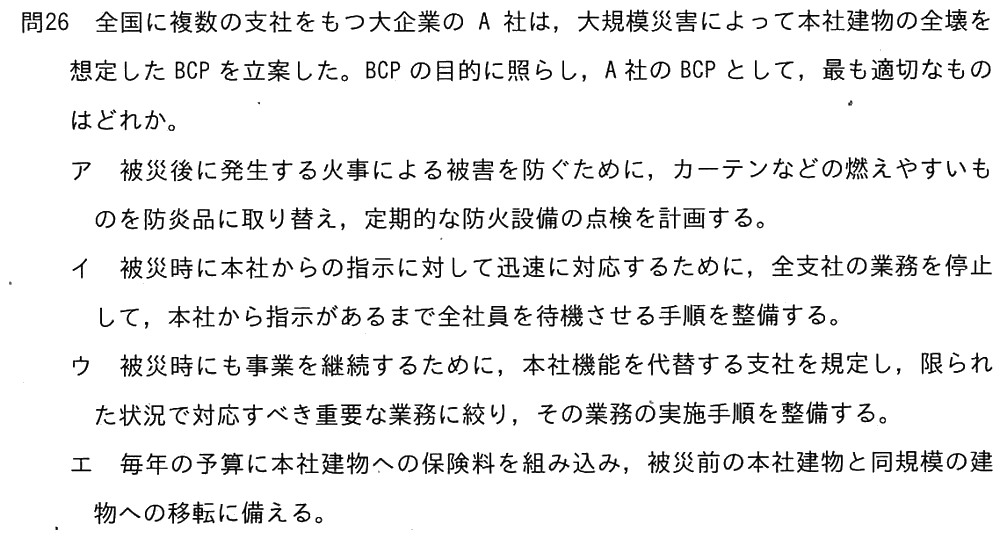 問26 全国に複数の支社をもつ大企業の A 社は，大規模災害によって本社建物の全壊を
想定した BCP を立案した。BCP の目的に照らし，A 社の BCP として，最も適切なもの
はどれか。
ア 被災後に発生する火事による被害を防ぐために，カーテンなどの燃えやすいも
のを防炎品に取り替え，定期的な防火設備の点検を計画する。
イ 被災時に本社からの指示に対して迅速に対応するために，全支社の業務を停止
して，本社から指示があるまで全社員を待機させる手順を整備する。
ウ 被災時にも事業を継続するために，本社機能を代替する支社を規定し，限られ
た状況で対応すべき重要な業務に絞り，その業務の実施手順を整備する。
エ 毎年の予算に本社建物への保険料を組み込み，被災前の本社建物と同規模の建
物への移転に備える。